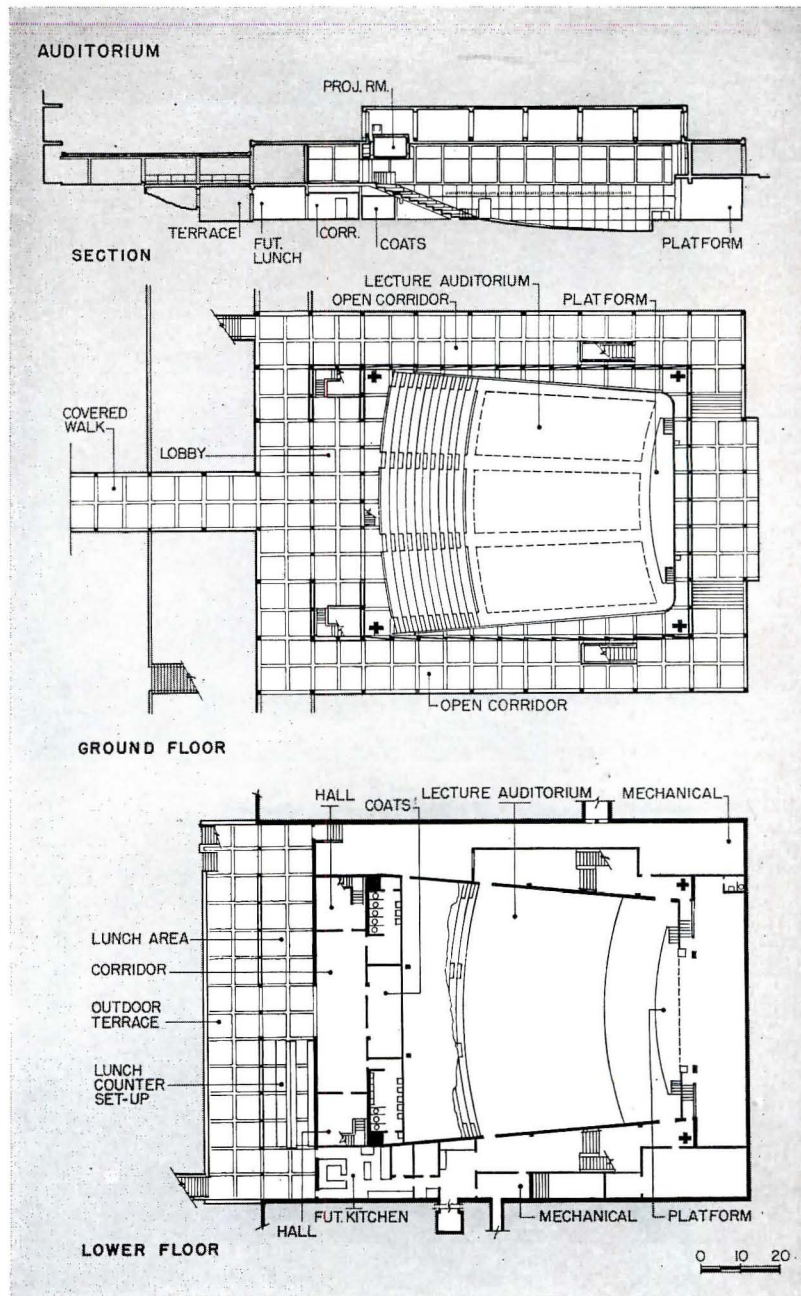 AUDITORIUM
PROJ. RM.
TERRACE
FUT.
LUNCH
CORR.
COATS
PLATFORM
SECTION
LECTURE AUDITORIUM
OPEN CORRIDOR
PLATFORM
COVERED
WALK
LOBBY
OPEN CORRIDOR
GROUND FLOOR
HALL
COATS
LECTURE AUDITORIUM
MECHANICAL
LUNCH AREA
CORRIDOR
OUTDOOR
TERRACE
LUNCH
COUNTER
SET-UP
HALL
FUT. KITCHEN
MECHANICAL
PLATFORM
LOWER FLOOR
0 10 20